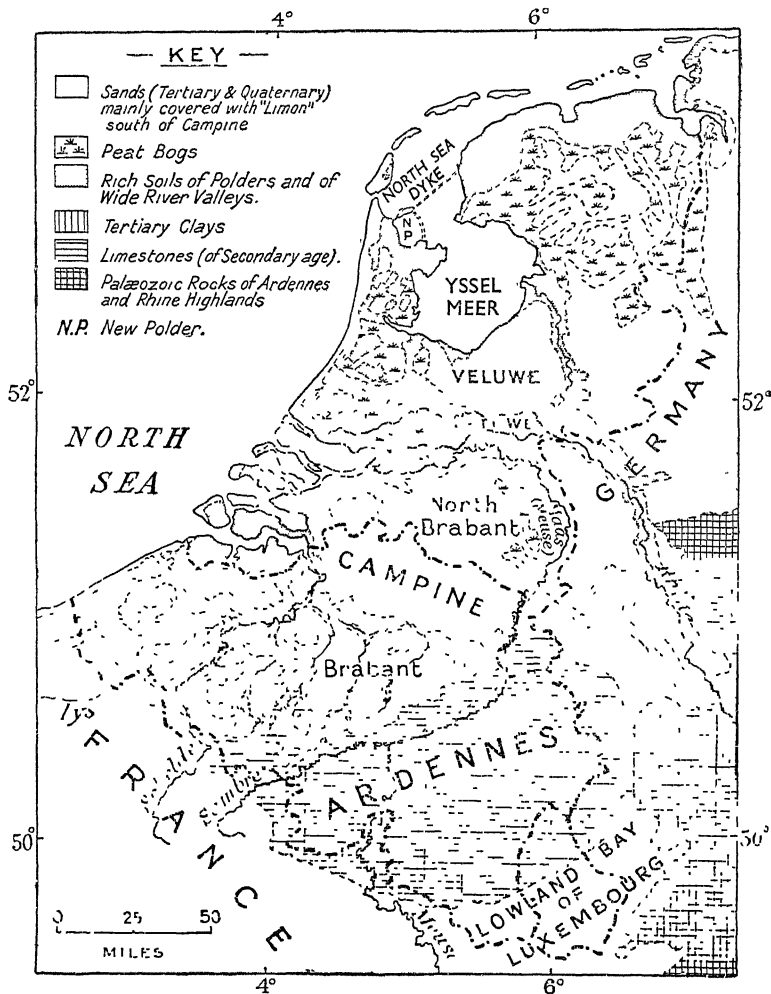 4° 6°
— KEY —
Sands (Tertiary & Quaternary)
mainly covered with "Limon"
south of Campine
Peat Bogs
Rich Soils of Polders and of
Wide River Valleys.
Tertiary Clays
Limestones (of Secondary age).
Palæozoic Rocks of Ardennes
and Rhine Highlands
N.P. New Polder.
NORTH SEA
DYKE
N
P
YSSEL
MEER
VELUWE
52° 52°
GERMANY
NORTH
SEA
North
Brabant
Maas
(Meuse)
CAMPINE
Brabant
lys
FRANCE
ARDENNES
50°
LOWLAND BAY
OF
LUXEMBOURG
Meuse
0 25 50
MILES
4° 6°